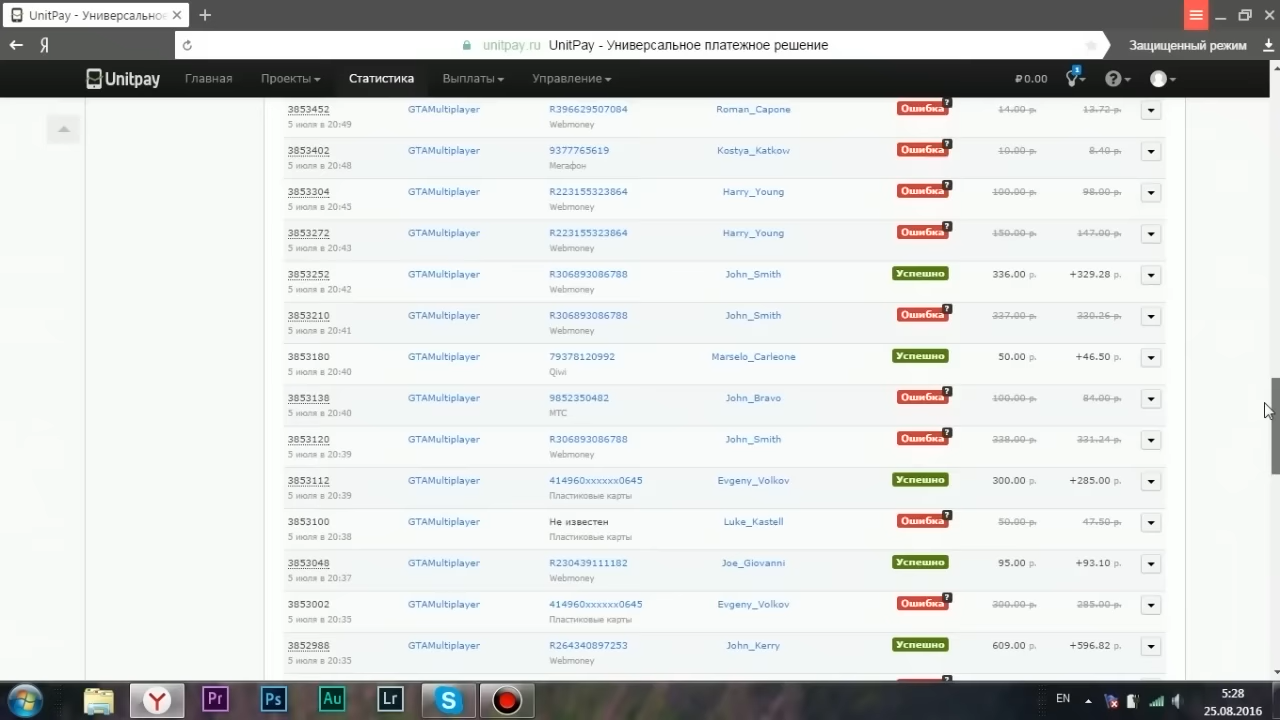 UnitPay - Универсальное
unitpay.ru UnitPay - Универсальное платежное решение Защищенный режим
Unitpay Главная Проекты Статистика Выплаты Управление ₽0.00 1
3853452 GTAMultiplayer R396629507084 Roman_Capone Ошибка ? 14.00 р. 13.72 р.
5 июля в 20:49 Webmoney
3853402 GTAMultiplayer 9377765619 Kostya_Katkow Ошибка ? 10.00 р. 8.40 р.
5 июля в 20:48 Мегафон
3853304 GTAMultiplayer R223155323864 Harry_Young Ошибка ? 100.00 р. 98.00 р.
5 июля в 20:45 Webmoney
3853272 GTAMultiplayer R223155323864 Harry_Young Ошибка ? 150.00 р. 147.00 р.
5 июля в 20:43 Webmoney
3853252 GTAMultiplayer R306893086788 John_Smith Успешно 336.00 р. +329.28 р.
5 июля в 20:42 Webmoney
3853210 GTAMultiplayer R306893086788 John_Smith Ошибка ? 337.00 р. 330.26 р.
5 июля в 20:41 Webmoney
3853180 GTAMultiplayer 79378120992 Marselo_Carleone Успешно 50.00 р. +46.50 р.
5 июля в 20:40 Qiwi
3853138 GTAMultiplayer 9852350482 John_Bravo Ошибка ? 100.00 р. 84.00 р.
5 июля в 20:40 МТС
3853120 GTAMultiplayer R306893086788 John_Smith Ошибка ? 338.00 р. 331.24 р.
5 июля в 20:39 Webmoney
3853112 GTAMultiplayer 414960xxxxxx0645 Evgeny_Volkov Успешно 300.00 р. +285.00 р.
5 июля в 20:39 Пластиковые карты
3853100 GTAMultiplayer Не известен Luke_Kastell Ошибка ? 50.00 р. 47.50 р.
5 июля в 20:38 Пластиковые карты
3853048 GTAMultiplayer R230439111182 Joe_Giovanni Успешно 95.00 р. +93.10 р.
5 июля в 20:37 Webmoney
3853002 GTAMultiplayer 414960xxxxxx0645 Evgeny_Volkov Ошибка ? 300.00 р. 285.00 р.
5 июля в 20:35 Пластиковые карты
3852988 GTAMultiplayer R264340897253 John_Kerry Успешно 609.00 р. +596.82 р.
5 июля в 20:35 Webmoney
Pr Ps Au Lr EN 5:28
25.08.2016